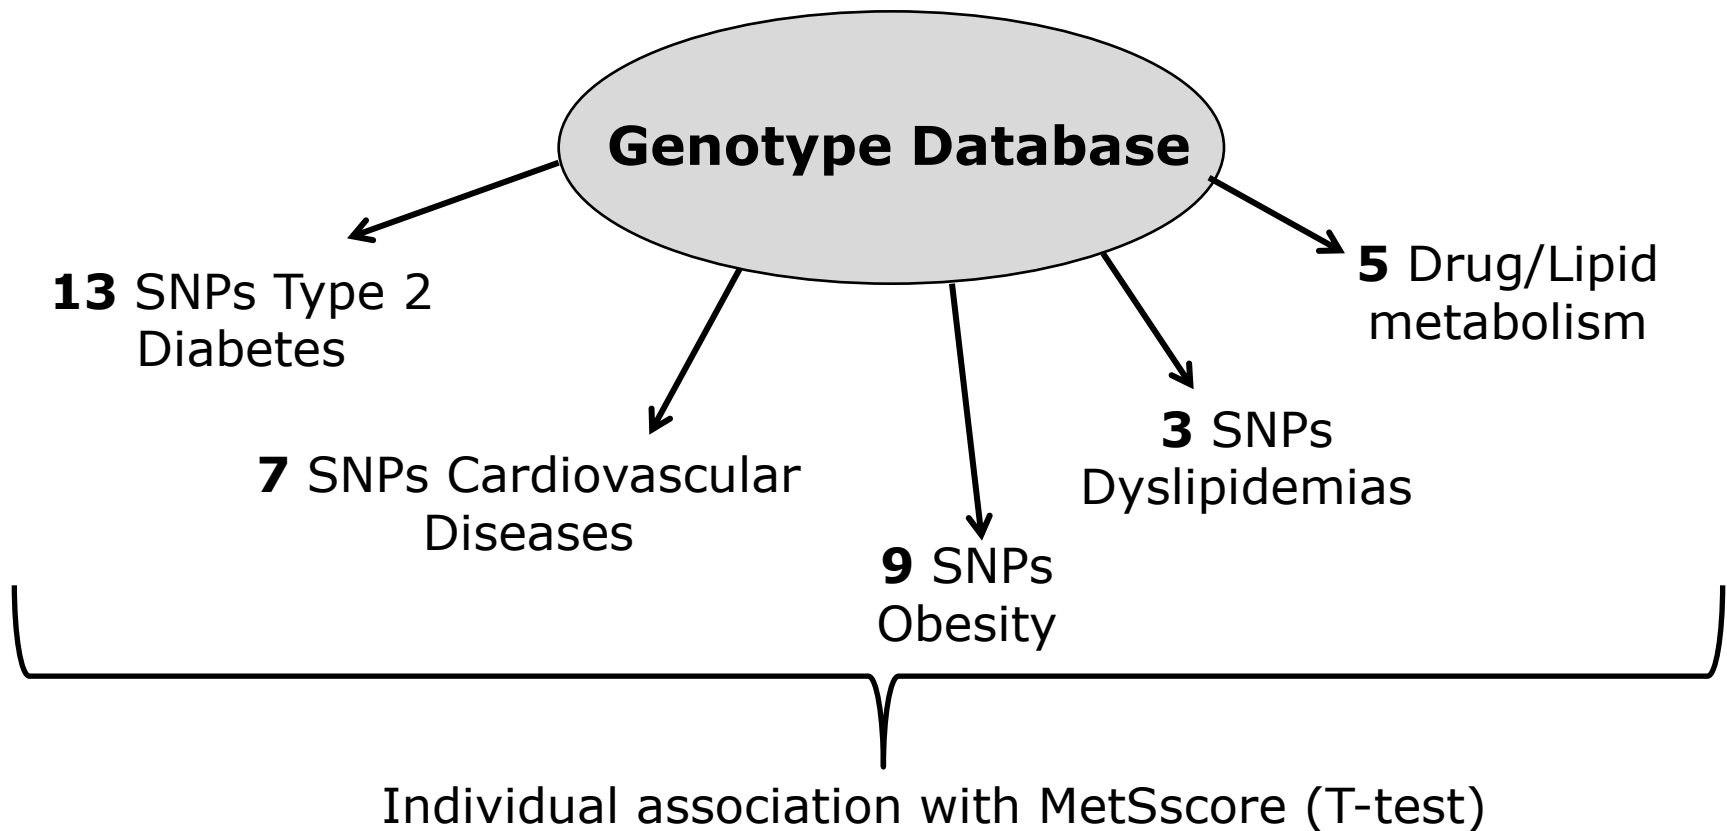 Genotype Database
13 SNPs Type 2
Diabetes
7 SNPs Cardiovascular
Diseases
9 SNPs
Obesity
3 SNPs
Dyslipidemias
5 Drug/Lipid
metabolism
Individual association with MetSscore (T-test)